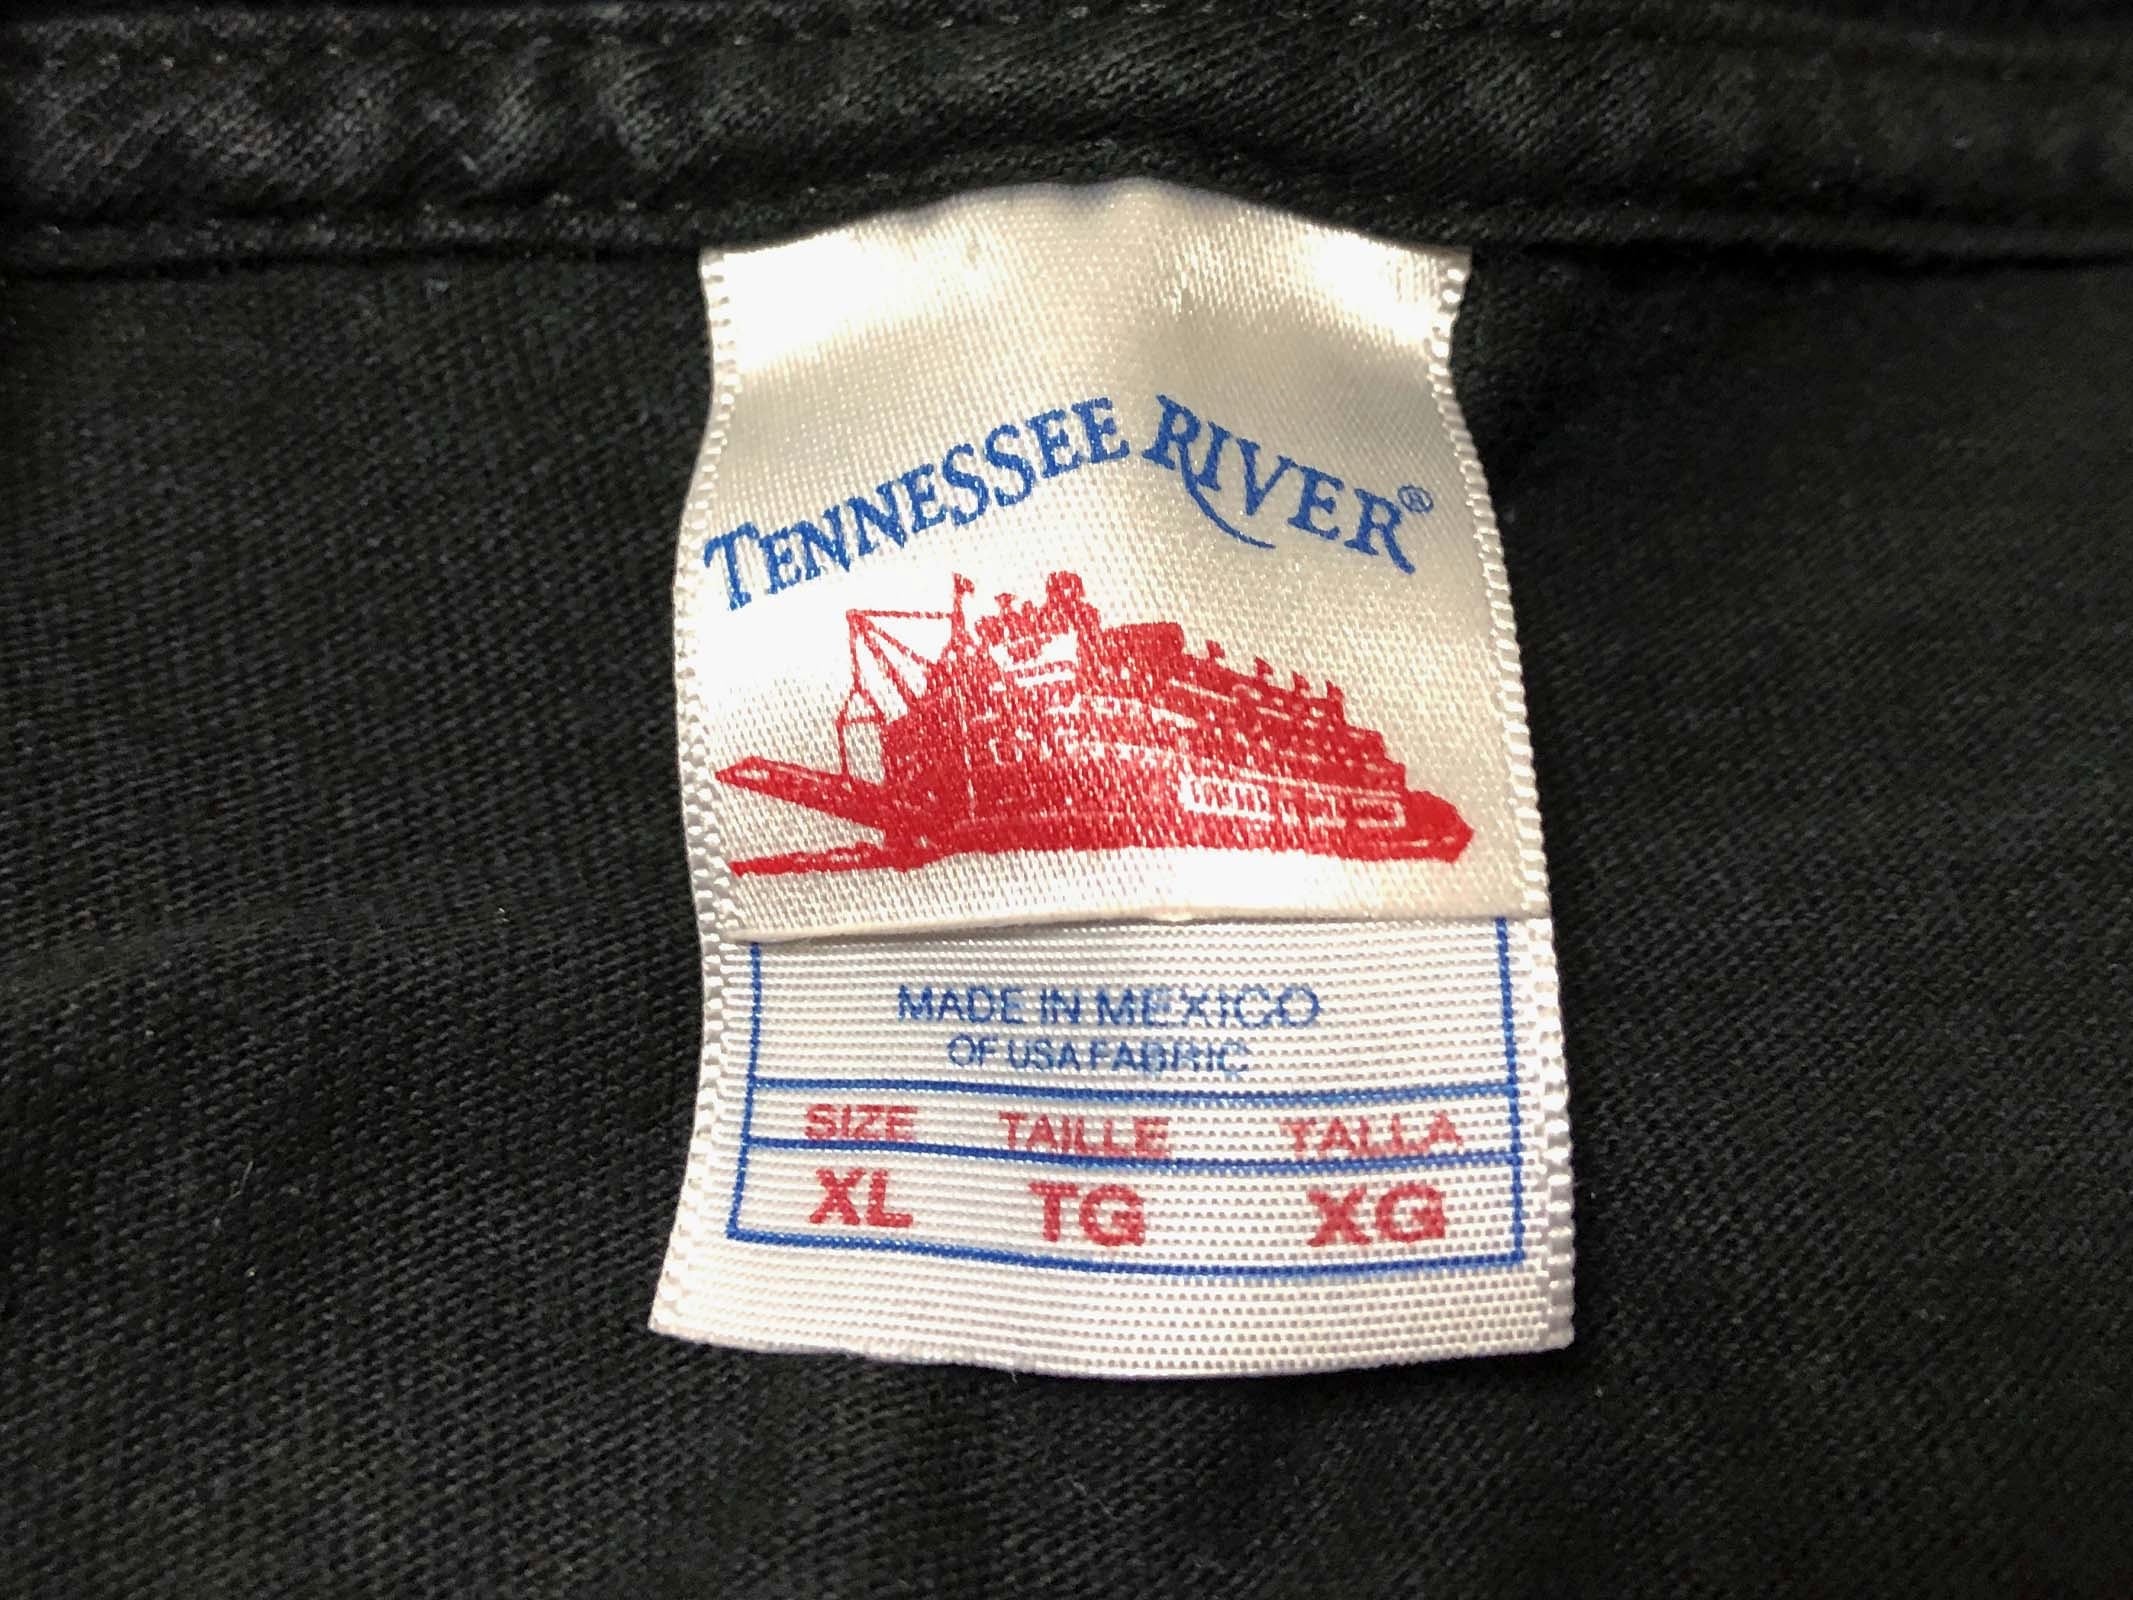 TENNESSEE RIVER®
MADE IN MEXICO
OF USA FABRIC
SIZE TAILLE TALLA
XL TG XG